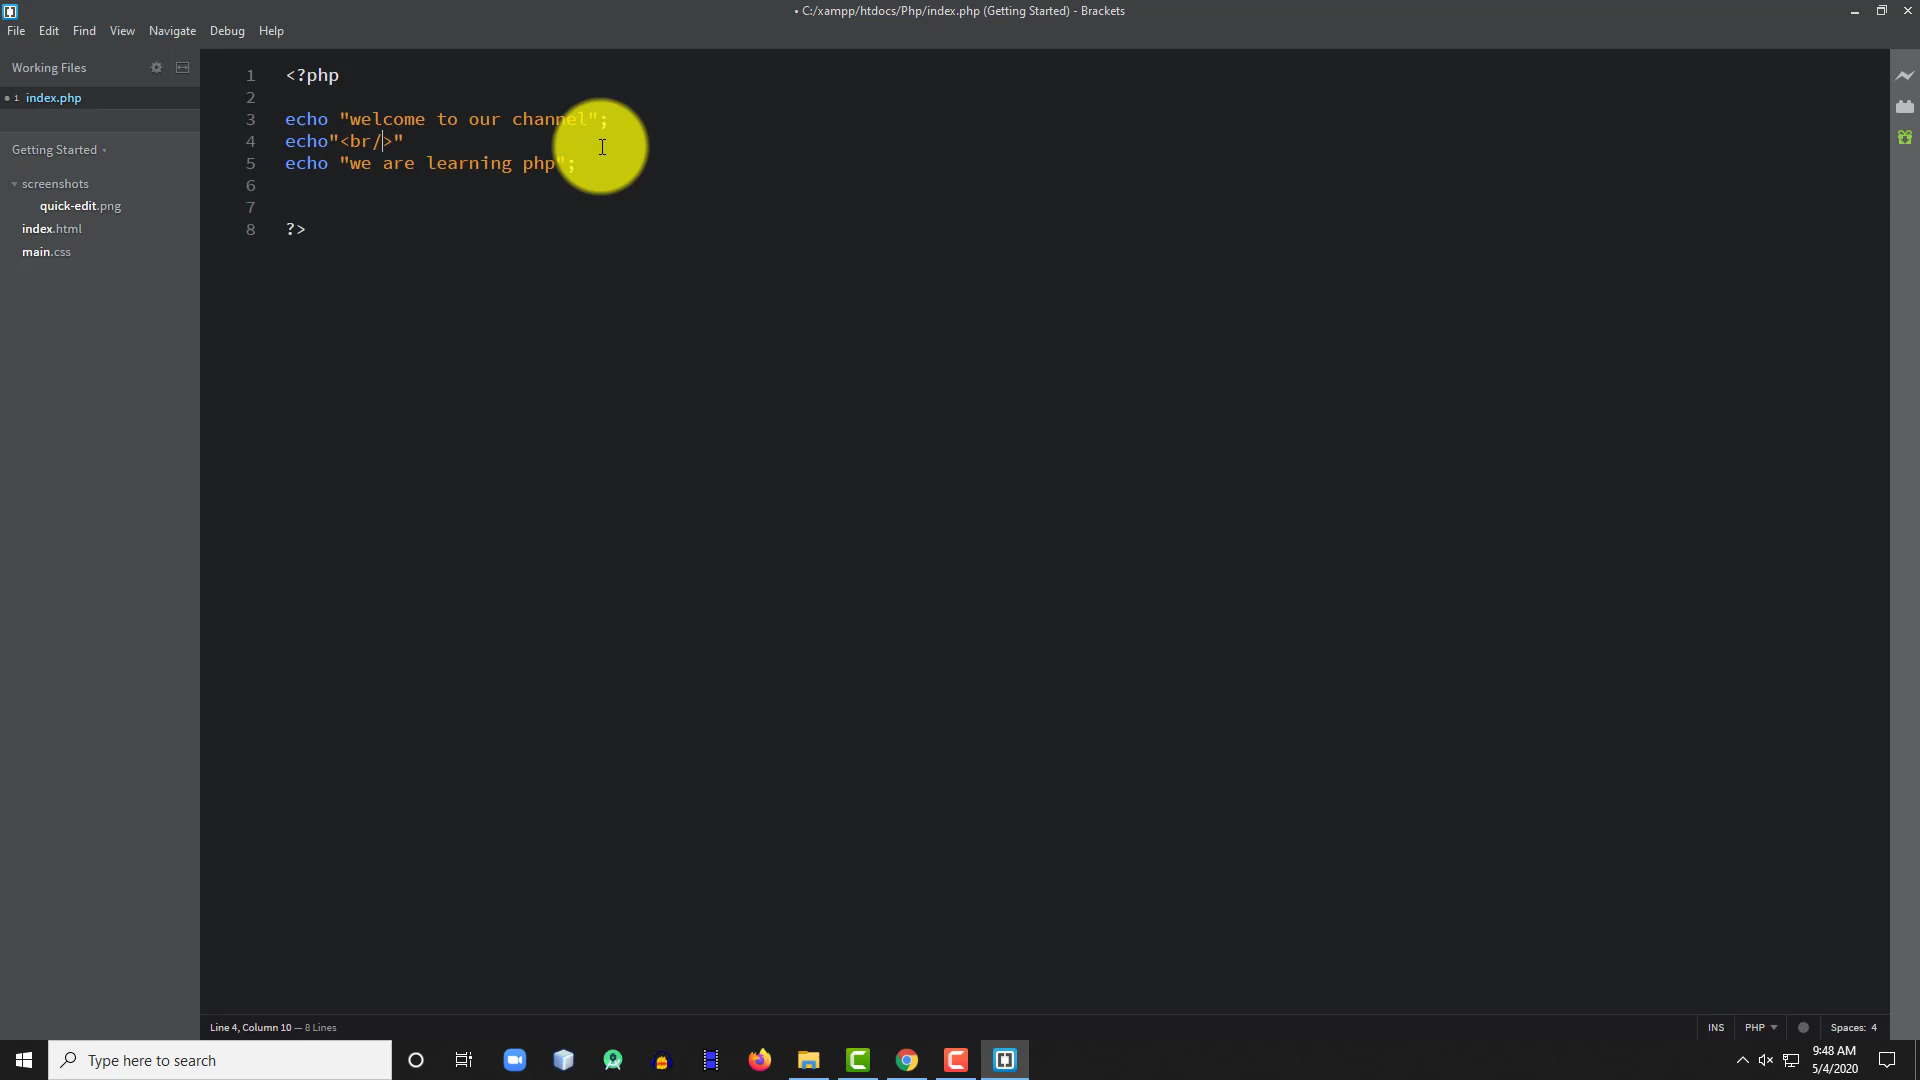 • C:/xampp/htdocs/Php/index.php (Getting Started) - Brackets
File Edit Find View Navigate Debug Help
Working Files
1 index.php
Getting Started
screenshots
quick-edit.png
index.html
main.css
1 <?php
2
3 echo "welcome to our channel";
4 echo"<br/>"
5 echo "we are learning php";
6
7
8 ?>
Line 4, Column 10 — 8 Lines
INS PHP Spaces: 4
Type here to search
9:48 AM
5/4/2020